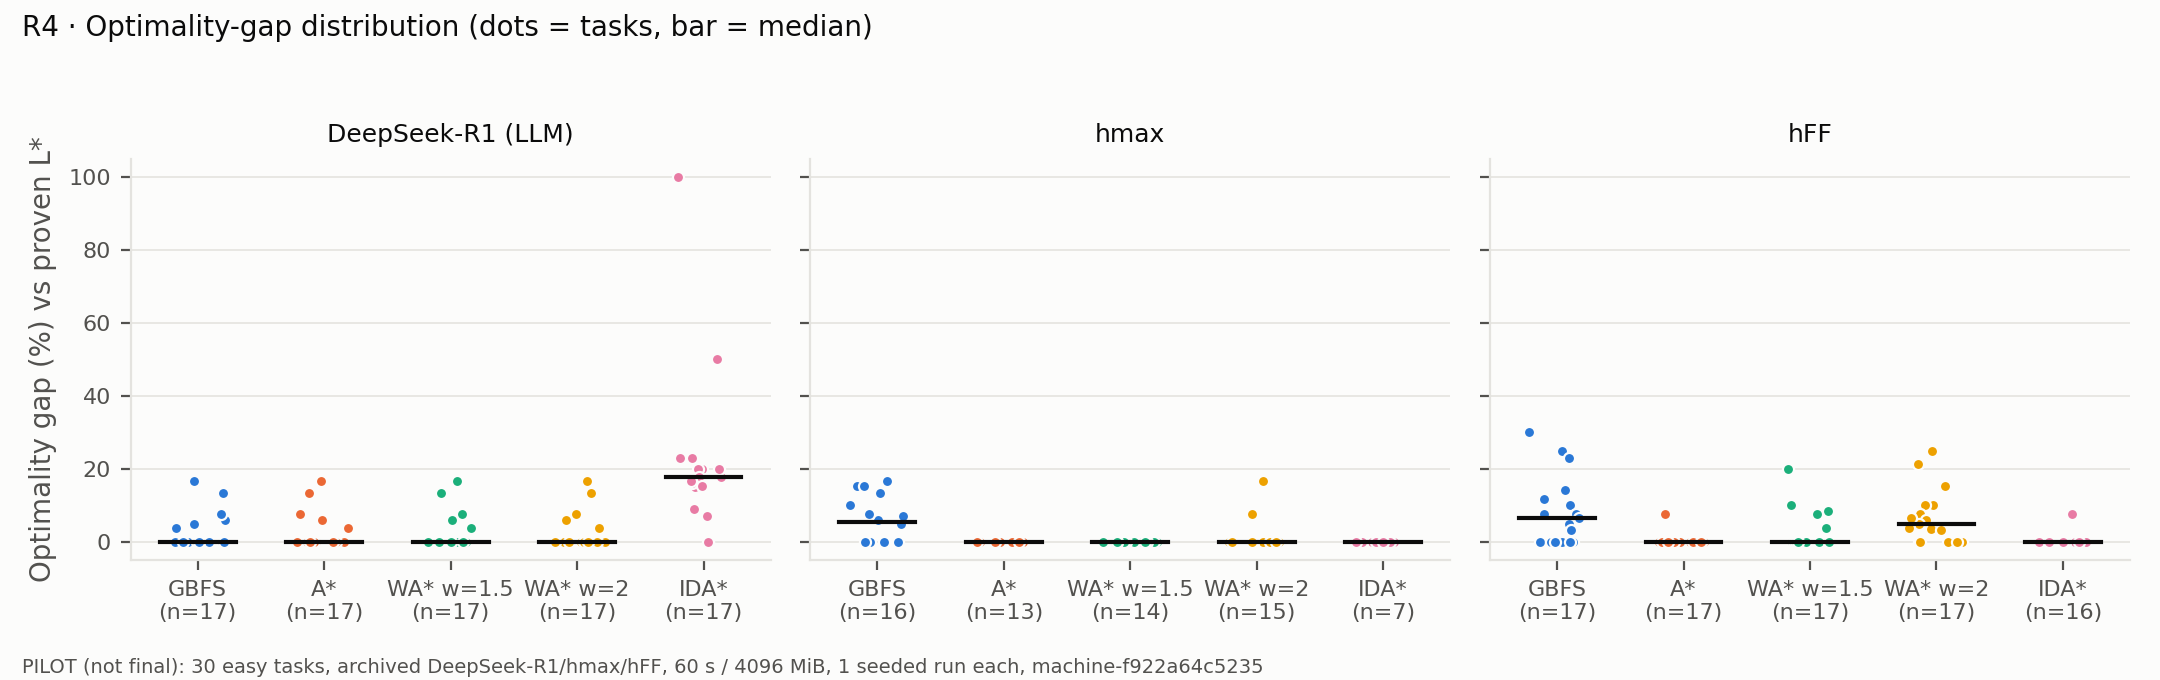 R4 · Optimality-gap distribution (dots = tasks, bar = median)
DeepSeek-R1 (LLM)
hmax
hFF
Optimality gap (%) vs proven L*
100
80
60
40
20
0
GBFS
(n=17)
A*
(n=17)
WA* w=1.5
(n=17)
WA* w=2
(n=17)
IDA*
(n=17)
GBFS
(n=16)
A*
(n=13)
WA* w=1.5
(n=14)
WA* w=2
(n=15)
IDA*
(n=7)
GBFS
(n=17)
A*
(n=17)
WA* w=1.5
(n=17)
WA* w=2
(n=17)
IDA*
(n=16)
PILOT (not final): 30 easy tasks, archived DeepSeek-R1/hmax/hFF, 60 s / 4096 MiB, 1 seeded run each, machine-f922a64c5235